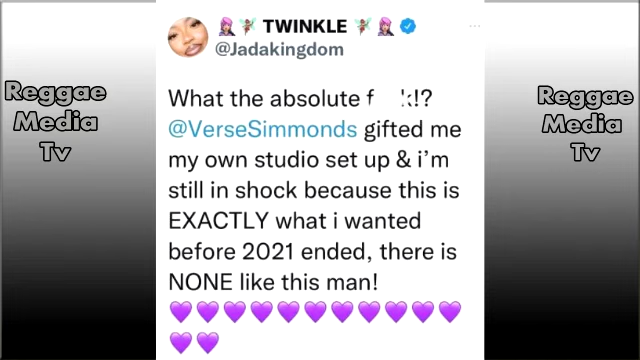 TWINKLE
@Jadakingdom
Reggae
Media
Tv
What the absolute f k!?
@VerseSimmonds gifted me
my own studio set up & i'm
still in shock because this is
EXACTLY what i wanted
before 2021 ended, there is
NONE like this man!
💜💜💜💜💜💜💜💜💜💜💜
💜💜
Reggae
Media
Tv